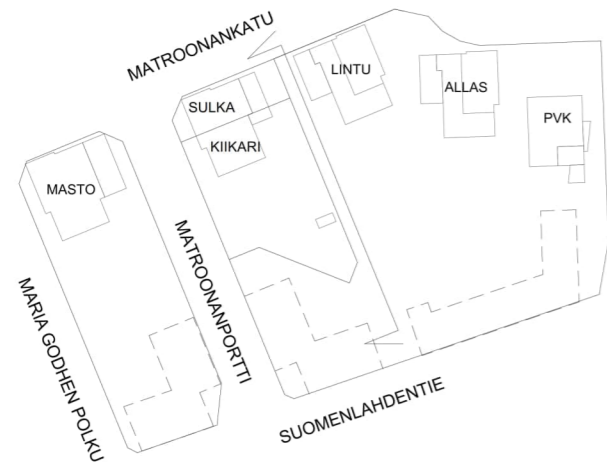 MATROONANKATU
LINTU
ALLAS
SULKA
PVK
KIIKARI
MASTO
MATROONANPORTTI
MARIA GODHEN POLKU
SUOMENLAHDENTIE